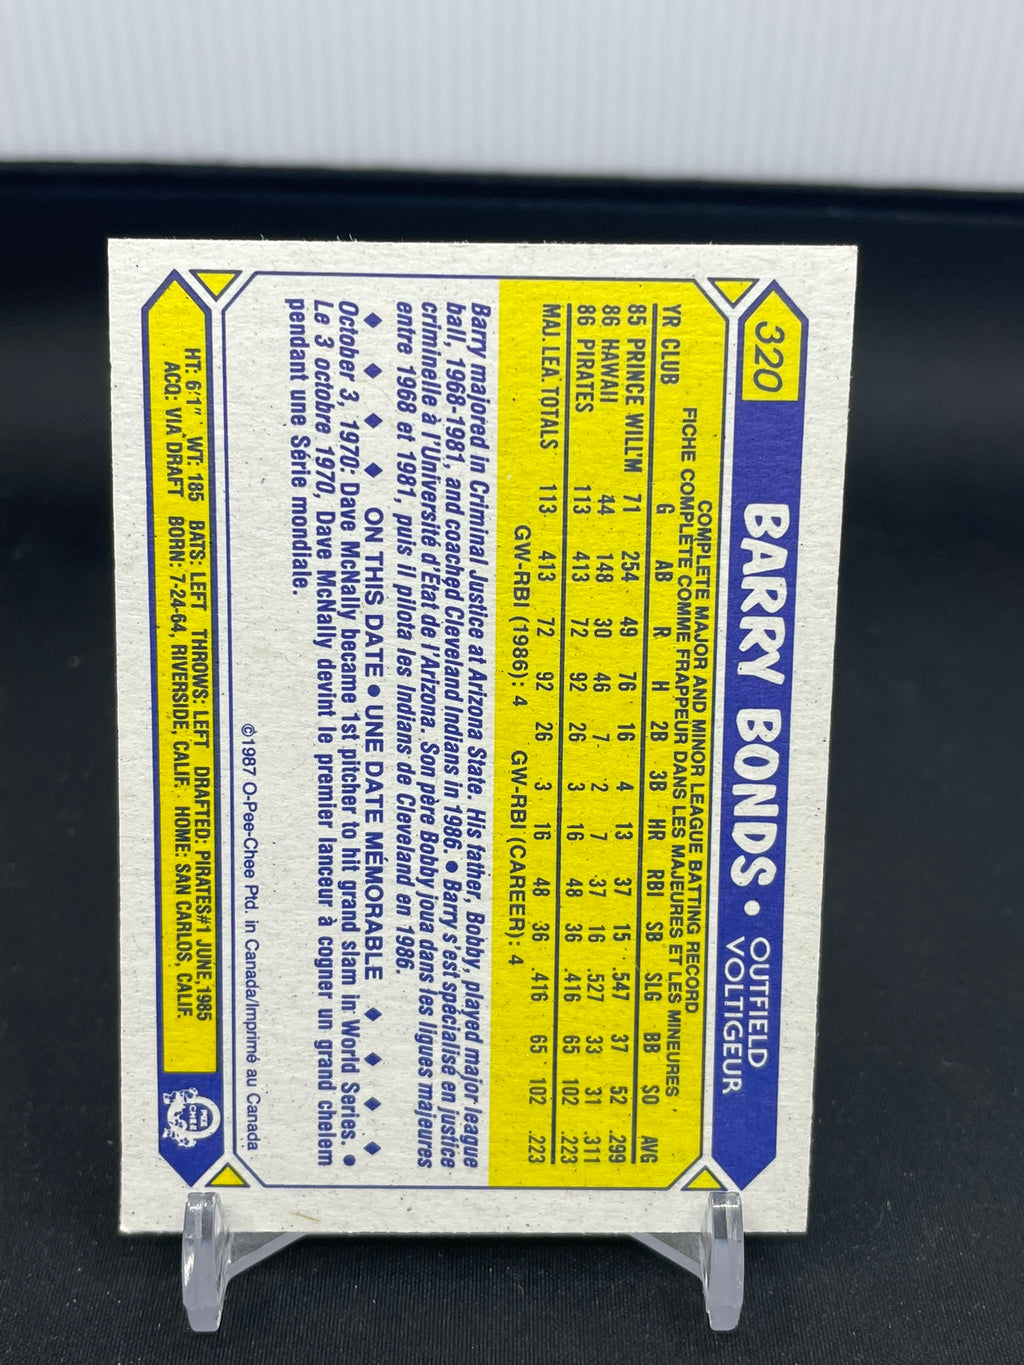 320
BARRY BONDS • OUTFIELD
VOLTIGEUR
COMPLETE MAJOR AND MINOR LEAGUE BATTING RECORD
FICHE COMPLÈTE COMME FRAPPEUR DANS LES MAJEURES ET LES MINEURES
YR CLUB G AB R H 2B 3B HR RBI SB SLG BB SO AVG
85 PRINCE WILL'M 71 254 49 76 16 4 13 37 15 .547 37 52 .299
86 HAWAII 44 148 30 46 7 2 7 37 16 .527 33 31 .311
86 PIRATES 113 413 72 92 26 3 16 48 36 .416 65 102 .223
MAJ. LEA. TOTALS 113 413 72 92 26 3 16 48 36 .416 65 102 .223
GW-RBI (1986): 4 GW-RBI (CAREER): 4
Barry majored in Criminal Justice at Arizona State. His father, Bobby, played major league
ball, 1968-1981, and coached Cleveland Indians in 1986. • Barry s'est spécialisé en justice
criminelle à l'Université d'État de l'Arizona. Son père Bobby joua dans les ligues majeures
entre 1968 et 1981, puis il pilota les Indians de Cleveland en 1986.
◆ ◆ ◆ ◆ ON THIS DATE • UNE DATE MÉMORABLE ◆ ◆ ◆ ◆
October 3, 1970: Dave McNally became 1st pitcher to hit grand slam in World Series. •
Le 3 octobre 1970, Dave McNally devint le premier lanceur à cogner un grand chelem
pendant une Série mondiale.
©1987 O-Pee-Chee Ptd. in Canada/Imprimé au Canada
HT: 6'1" WT: 185 BATS: LEFT THROWS: LEFT DRAFTED: PIRATES#1 JUNE, 1985
ACQ: VIA DRAFT BORN: 7-24-64, RIVERSIDE, CALIF. HOME: SAN CARLOS, CALIF.
O-PEE-CHEE